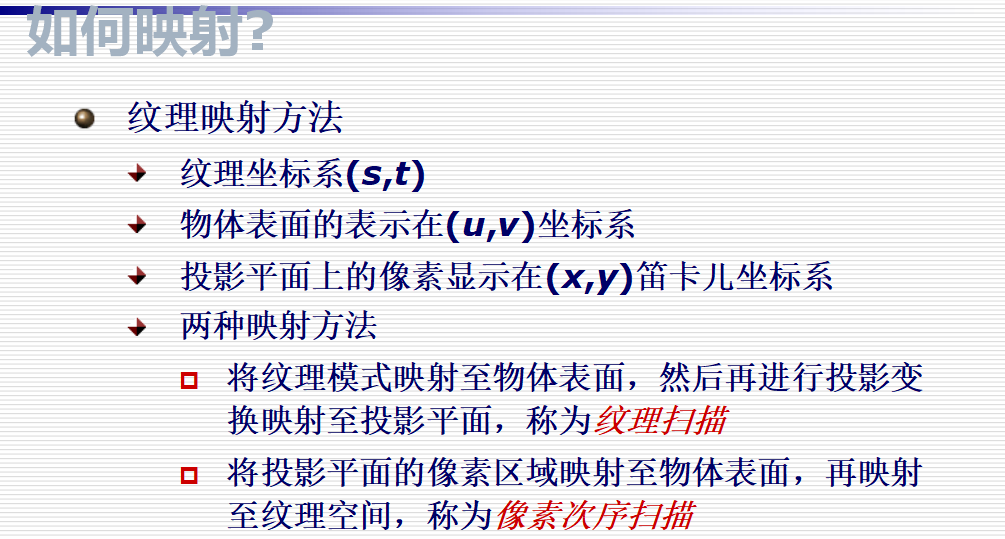 如何映射?
纹理映射方法
纹理坐标系(s,t)
物体表面的表示在(u,v)坐标系
投影平面上的像素显示在(x,y)笛卡儿坐标系
两种映射方法
将纹理模式映射至物体表面，然后再进行投影变
换映射至投影平面，称为纹理扫描
将投影平面的像素区域映射至物体表面，再映射
至纹理空间，称为像素次序扫描